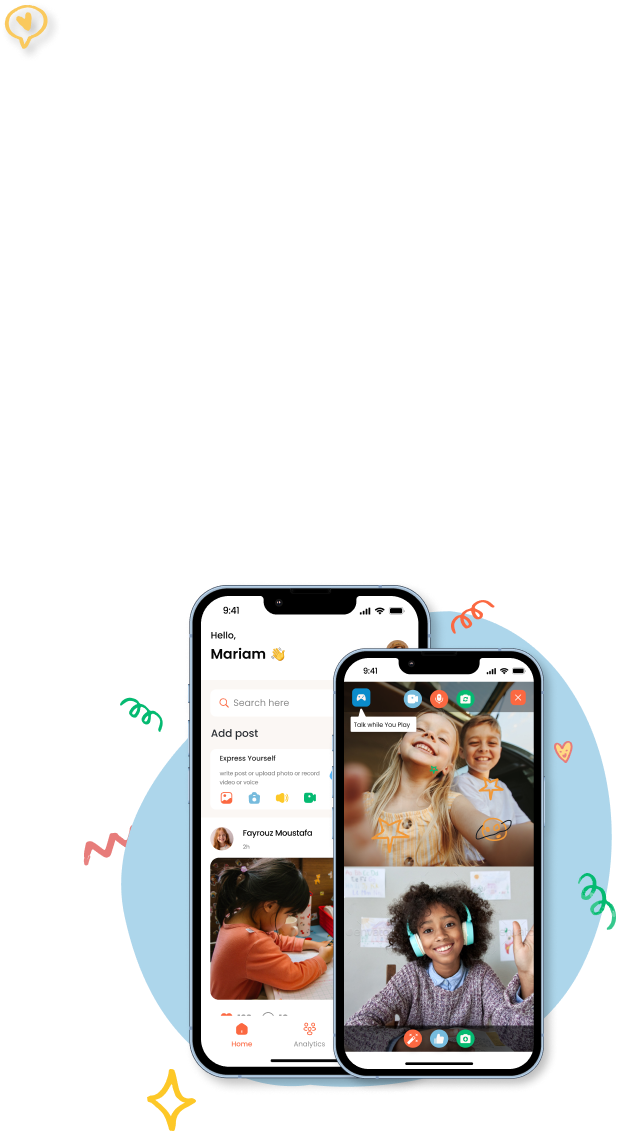 9:41
Hello,
Mariam
Search here
Add post
Express Yourself
write post or upload photo or record
video or voice
Fayrouz Moustafa
2h
Home
Analytics
9:41
Talk while You Play